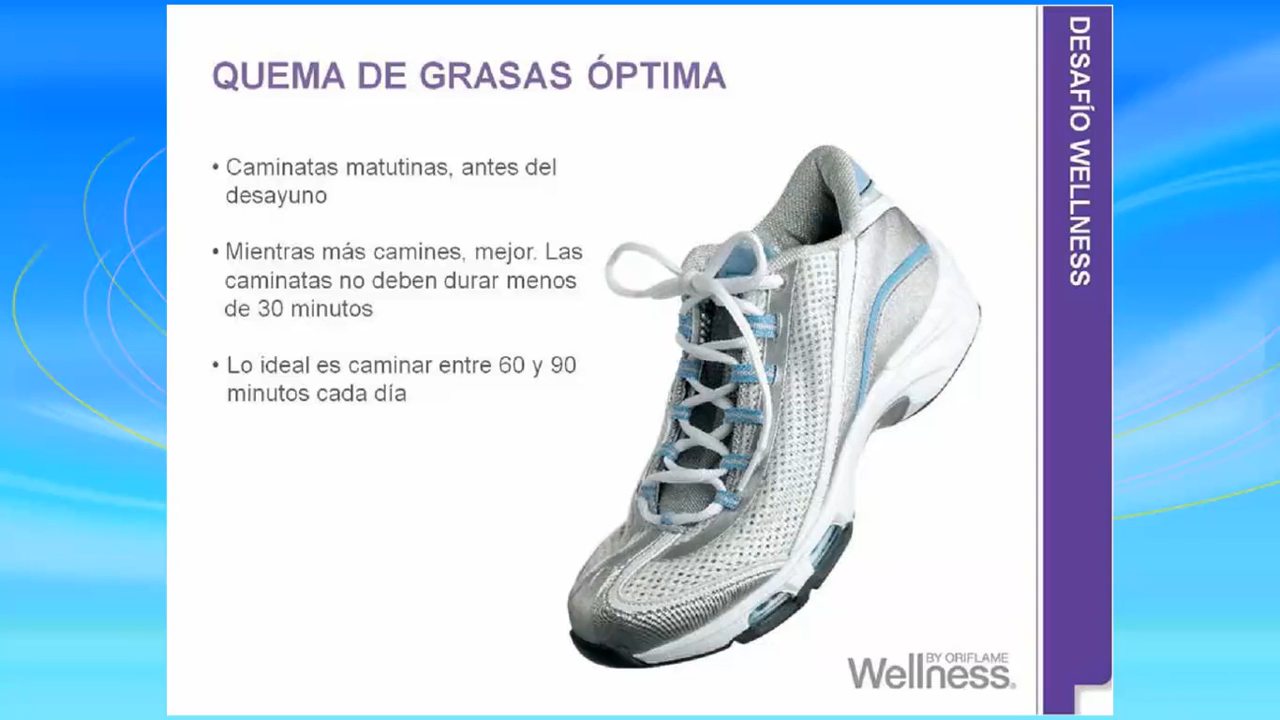 QUEMA DE GRASAS ÓPTIMA
• Caminatas matutinas, antes del
desayuno
• Mientras más camines, mejor. Las
caminatas no deben durar menos
de 30 minutos
• Lo ideal es caminar entre 60 y 90
minutos cada día
DESAFÍO WELLNESS
BY ORIFLAME
Wellness®